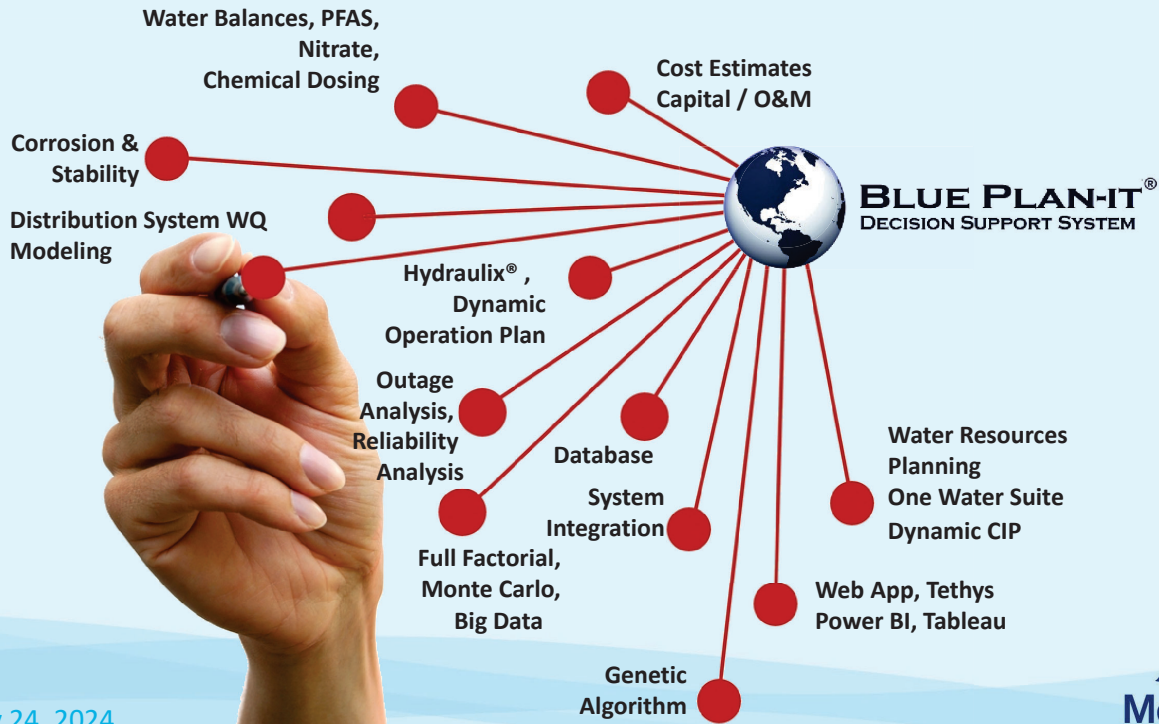 Water Balances, PFAS,
Nitrate,
Chemical Dosing
Cost Estimates
Capital / O&M
Corrosion &
Stability
BLUE PLAN-IT®
DECISION SUPPORT SYSTEM
Distribution System WQ
Modeling
Hydraulix® ,
Dynamic
Operation Plan
Outage
Analysis,
Reliability
Analysis
Database
Water Resources
Planning
One Water Suite
Dynamic CIP
System
Integration
Full Factorial,
Monte Carlo,
Big Data
Web App, Tethys
Power BI, Tableau
Genetic
Algorithm
24, 2024